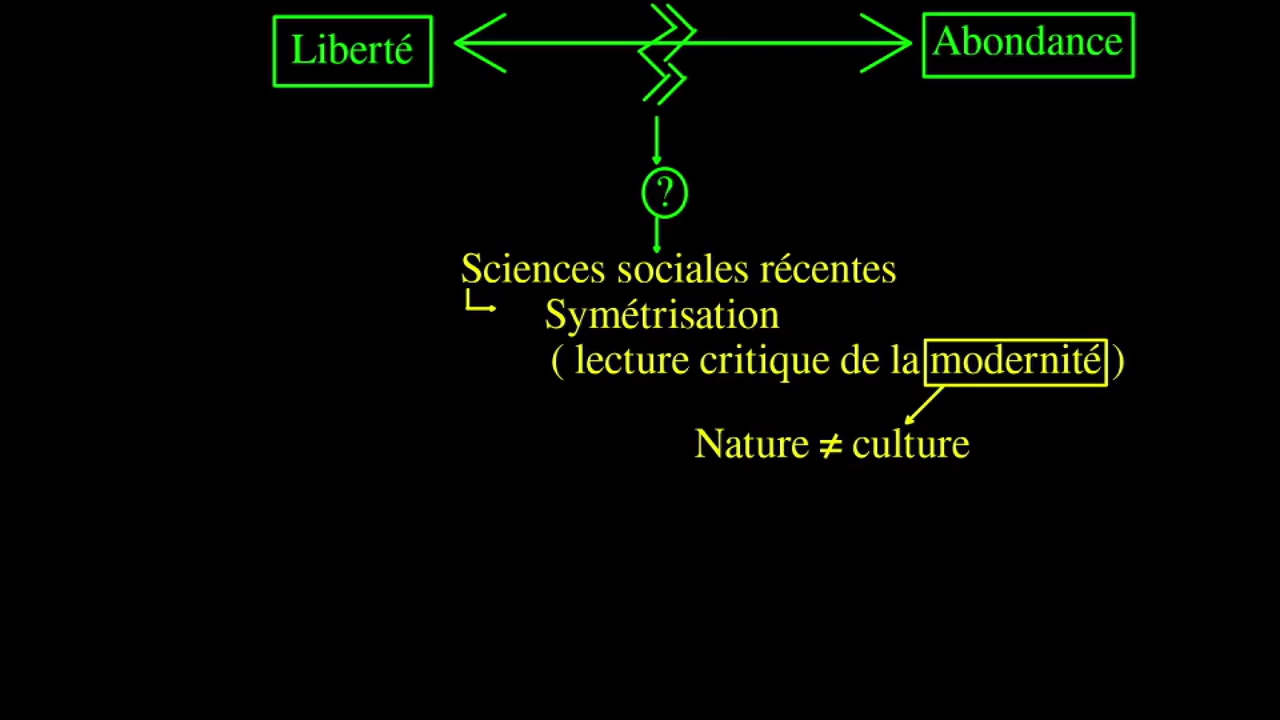 Liberté Abondance
?
Sciences sociales récentes
Symétrisation
( lecture critique de la modernité )
Nature ≠ culture